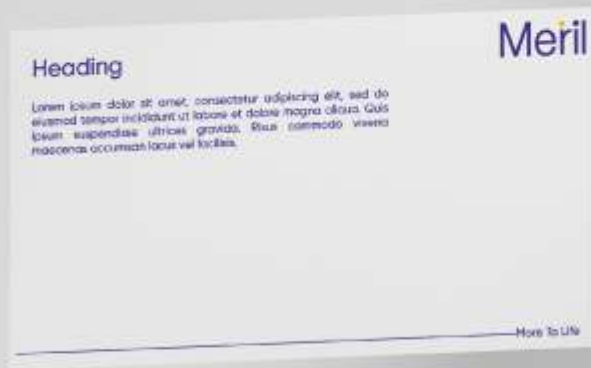 Meril
Heading
Lorem ipsum dolor sit amet, consectetur adipiscing elit, sed do
eiusmod tempor incididunt ut labore et dolore magna aliqua. Quis
ipsum suspendisse ultrices gravida. Risus commodo viverra
maecenas accumsan lacus vel facilisis.
More To Life